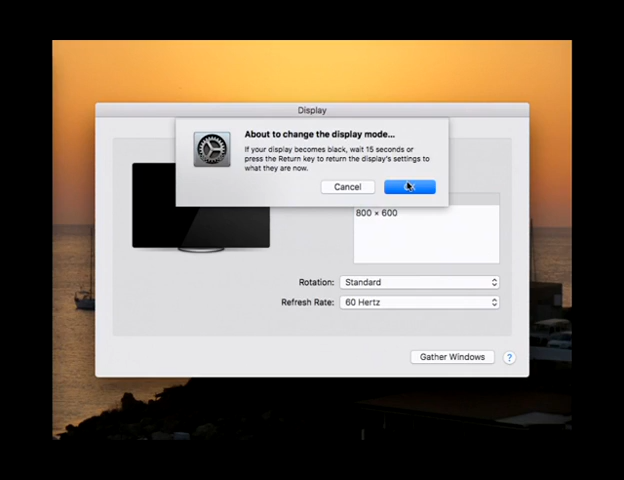 Display
About to change the display mode...
If your display becomes black, wait 15 seconds or
press the Return key to return the display's settings to
what they are now.
Cancel
800 × 600
Rotation: Standard
Refresh Rate: 60 Hertz
Gather Windows ?